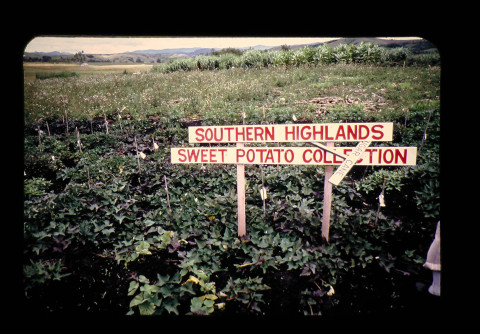 SOUTHERN HIGHLANDS
SWEET POTATO COLLECTION